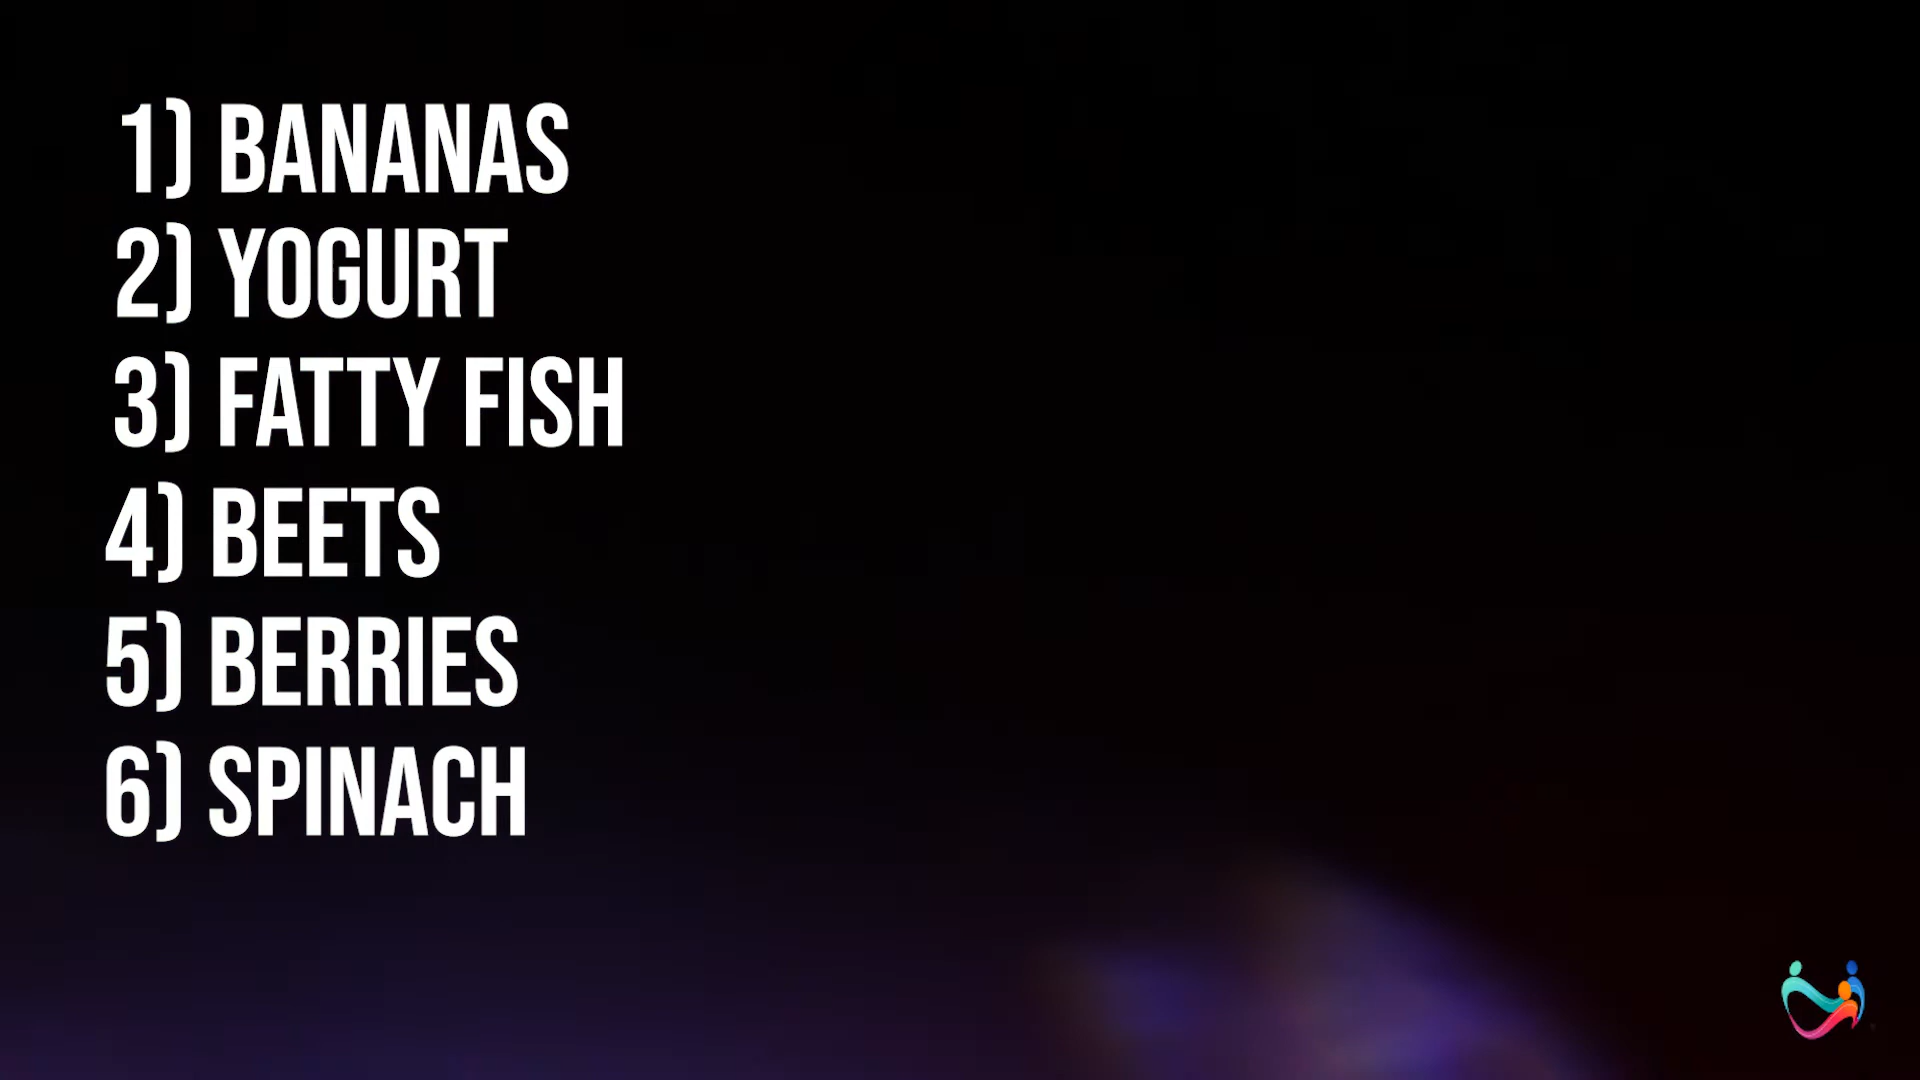 1) BANANAS
2) YOGURT
3) FATTY FISH
4) BEETS
5) BERRIES
6) SPINACH